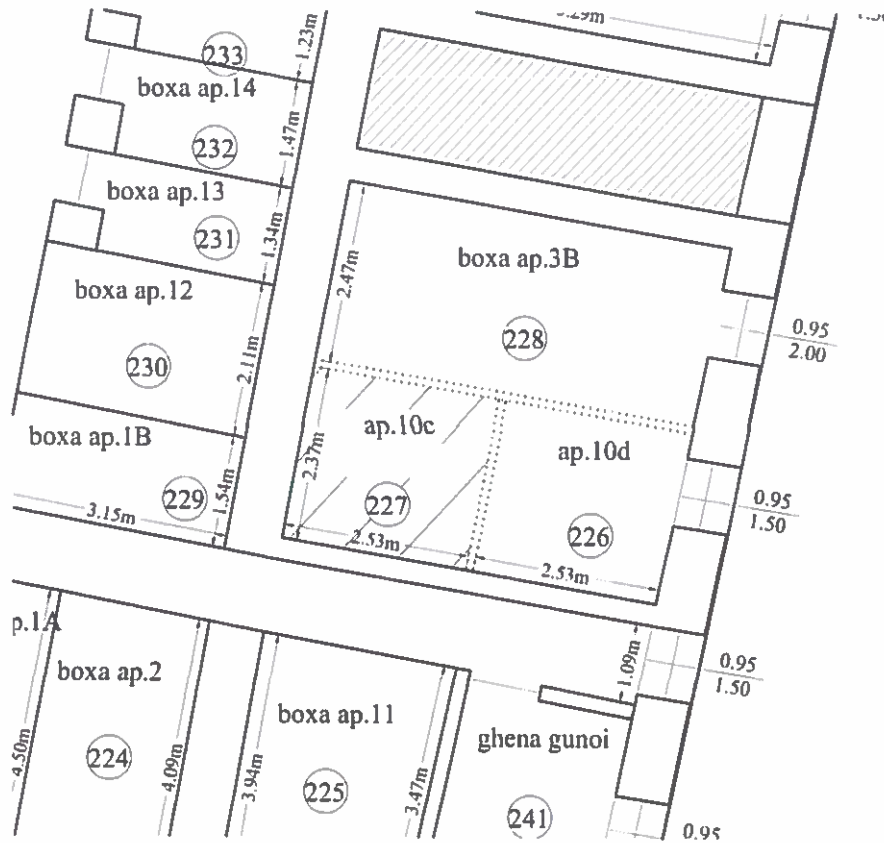 233
1.23m
3.29m
boxa ap.14
232
1.47m
boxa ap.13
231
1.34m
boxa ap.12
230
2.11m
boxa ap.1B
229
1.54m
3.15m
boxa ap.3B
2.47m
228
0.95
2.00
ap.10c
2.37m
227
2.53m
ap.10d
226
2.53m
0.95
1.50
p.1A
4.50m
boxa ap.2
224
4.09m
boxa ap.11
3.94m
225
3.47m
1.09m
0.95
1.50
ghena gunoi
241
0.95